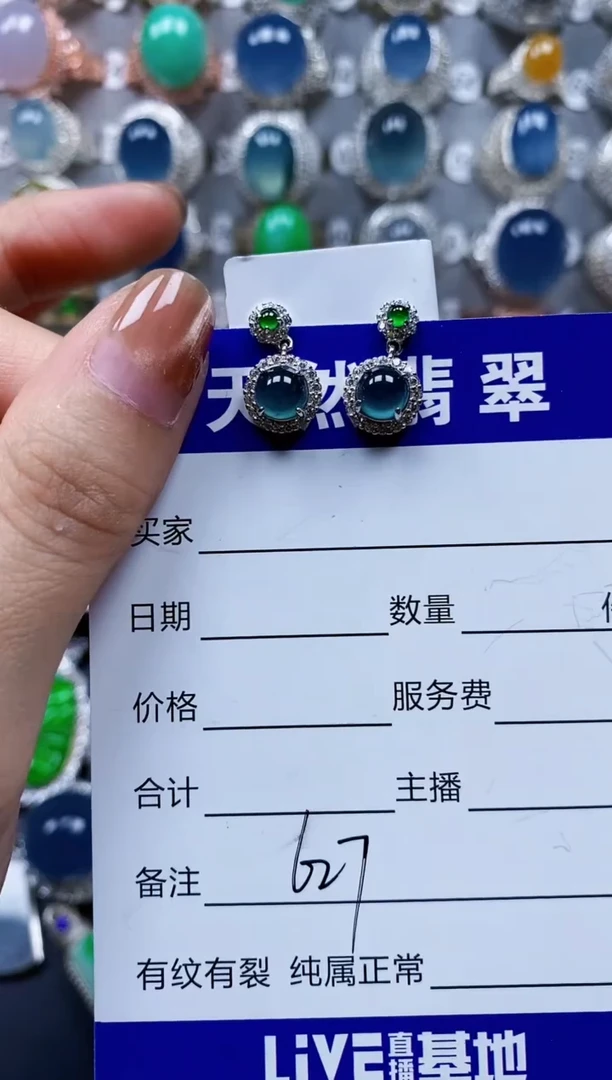 天然翡翠
买家
日期 数量
价格 服务费
合计 主播
备注 627
有纹有裂 纯属正常
LiVE直播基地